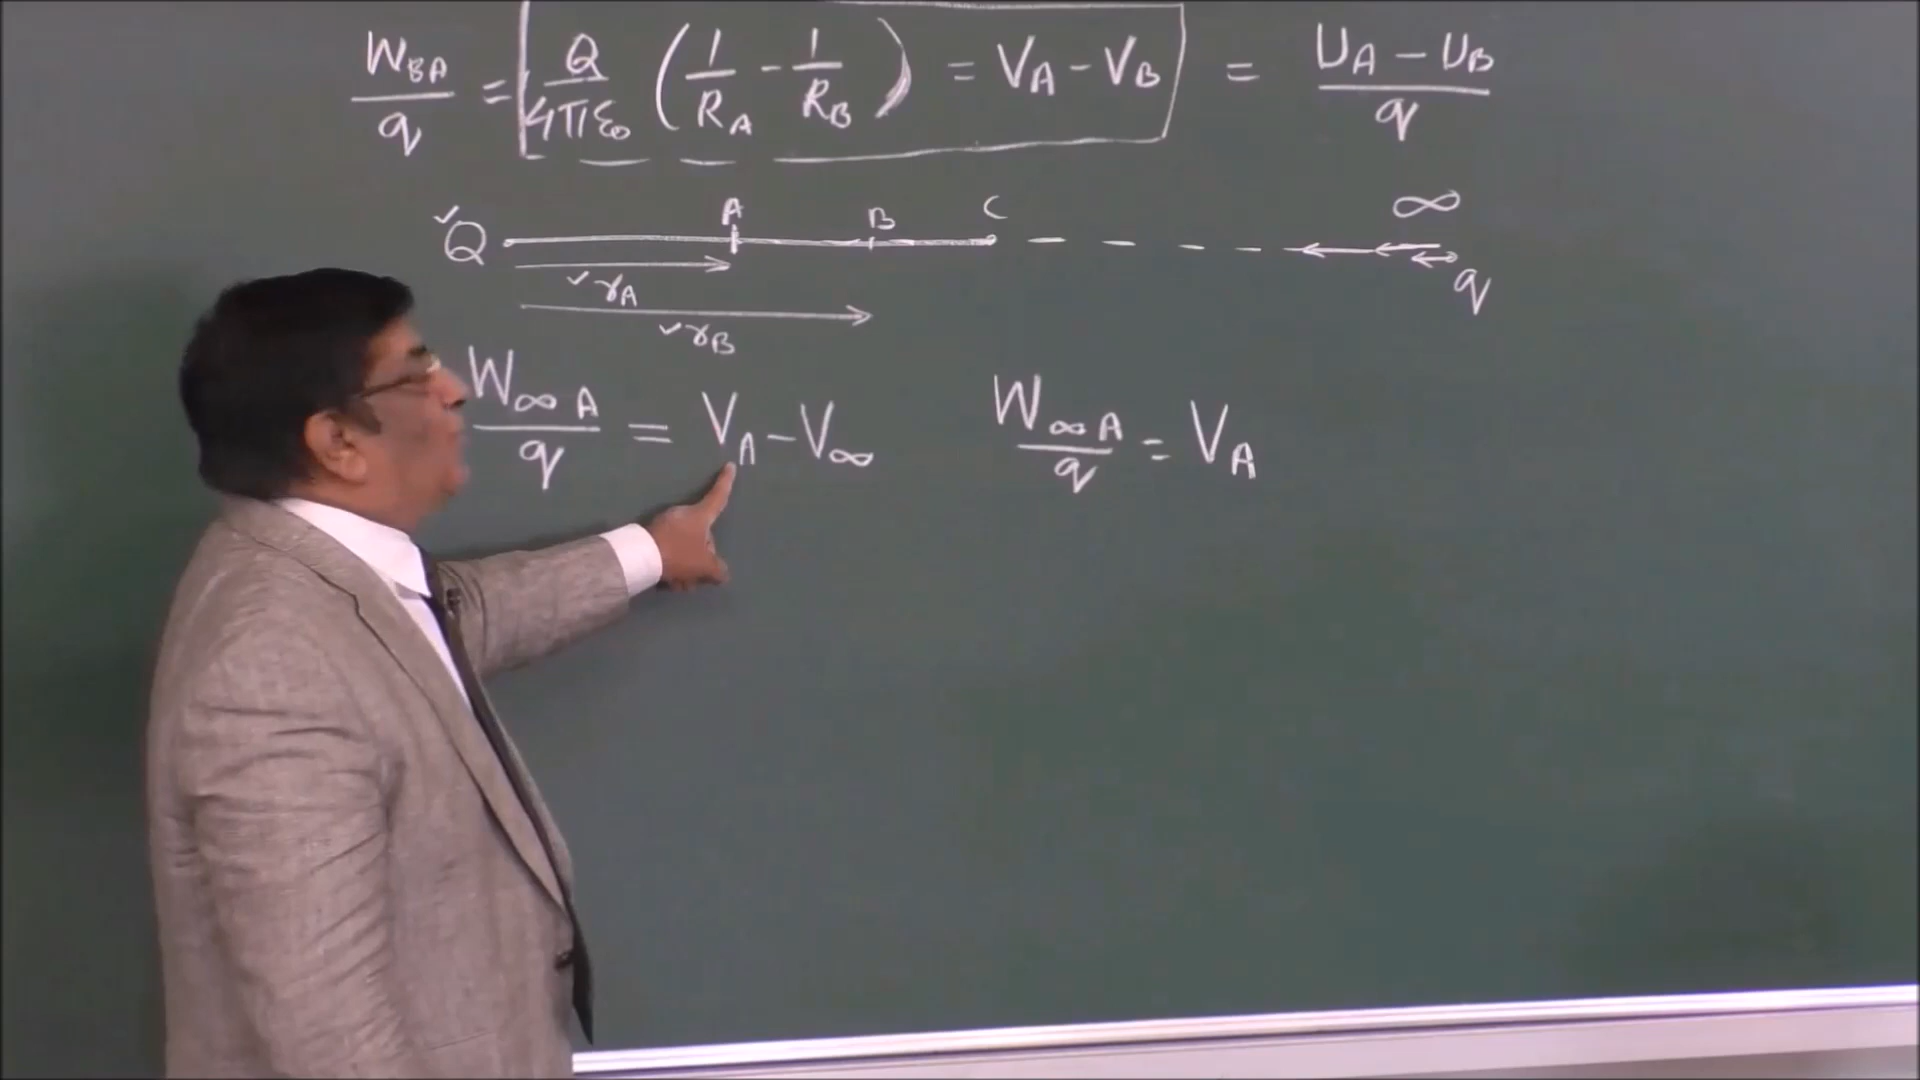 W_BA / q = Q / 4πε₀ ( 1/R_A - 1/R_B ) = V_A - V_B = U_A - U_B / q
A B C ∞
Q q
r_A
r_B
W_∞A / q = V_A - V_∞ W_∞A / q = V_A